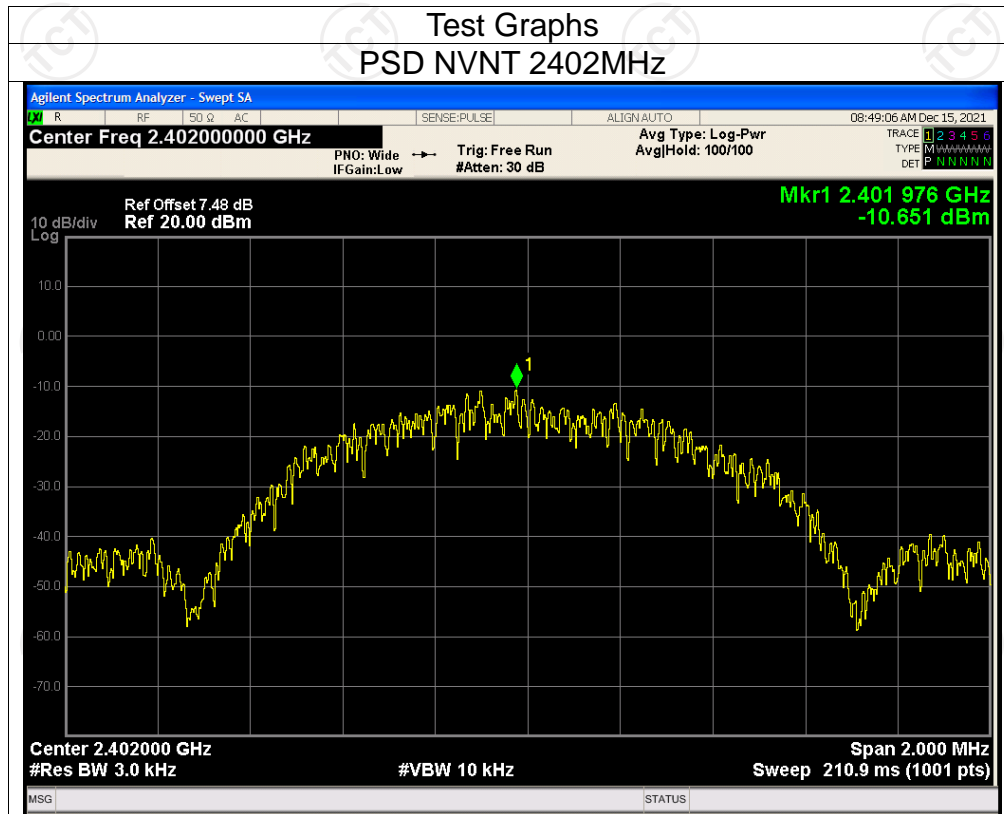 Test Graphs
PSD NVNT 2402MHz
Agilent Spectrum Analyzer - Swept SA
LXI R RF 50 Ω AC SENSE:PULSE ALIGN AUTO 08:49:06 AM Dec 15, 2021
Center Freq 2.402000000 GHz
PNO: Wide
IFGain:Low
Trig: Free Run
#Atten: 30 dB
Avg Type: Log-Pwr
Avg|Hold: 100/100
TRACE 1 2 3 4 5 6
TYPE M
DET P N N N N N
Mkr1 2.401 976 GHz
-10.651 dBm
Ref Offset 7.48 dB
10 dB/div Ref 20.00 dBm
Log
10.0
0.00
1
-10.0
-20.0
-30.0
-40.0
-50.0
-60.0
-70.0
Center 2.402000 GHz Span 2.000 MHz
#Res BW 3.0 kHz #VBW 10 kHz Sweep 210.9 ms (1001 pts)
MSG STATUS
TCT
TCT
TCT